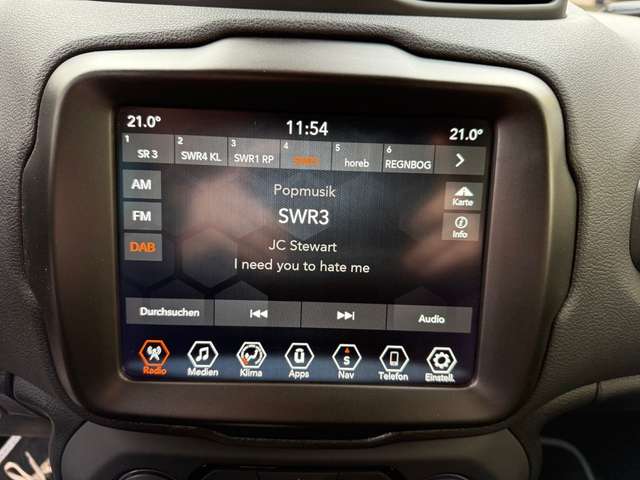 21.0°
11:54
21.0°
1 SR 3
2 SWR4 KL
3 SWR1 RP
4 SWR3
5 horeb
6 REGNBOG
AM
FM
DAB
Popmusik
SWR3
JC Stewart
I need you to hate me
Karte
Info
Durchsuchen
Audio
Radio
Medien
Klima
Apps
S
Nav
Telefon
Einstell.